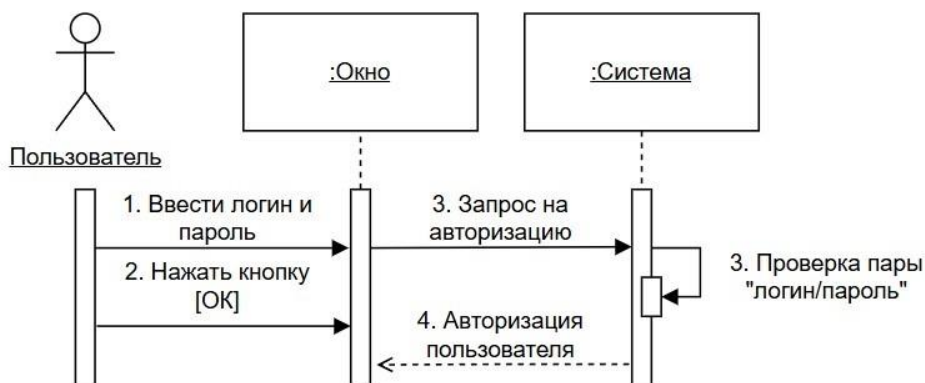 :Окно
:Система
Пользователь
1. Ввести логин и
пароль
3. Запрос на
авторизацию
2. Нажать кнопку
[ОК]
3. Проверка пары
"логин/пароль"
4. Авторизация
пользователя